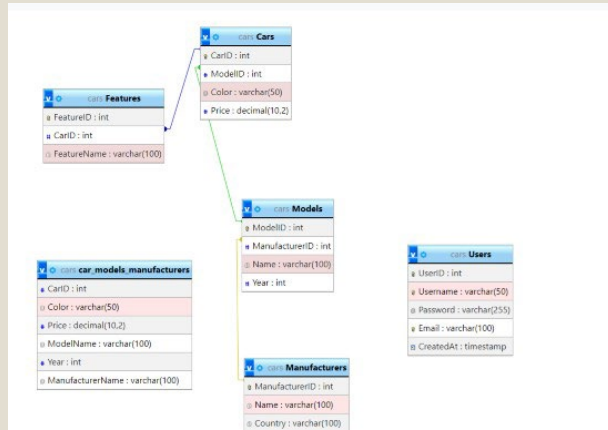 cars Cars
CarID : int
ModelID : int
Color : varchar(50)
Price : decimal(10,2)
cars Features
FeatureID : int
CarID : int
FeatureName : varchar(100)
cars Models
ModelID : int
ManufacturerID : int
Name : varchar(100)
Year : int
cars car_models_manufacturers
CarID : int
Color : varchar(50)
Price : decimal(10,2)
ModelName : varchar(100)
Year : int
ManufacturerName : varchar(100)
cars Users
UserID : int
Username : varchar(50)
Password : varchar(255)
Email : varchar(100)
CreatedAt : timestamp
cars Manufacturers
ManufacturerID : int
Name : varchar(100)
Country : varchar(100)